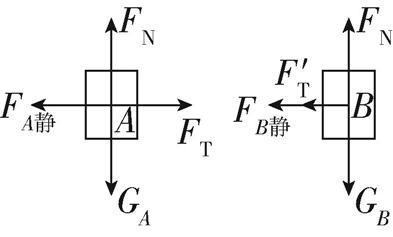 F_N F_N
F_A静 A F_T F_B静 F′_T B
G_A G_B